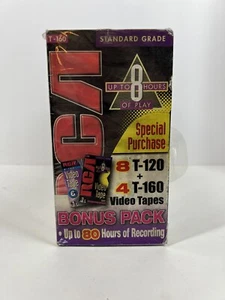 T-160 STANDARD GRADE
RCA
8
UP TO HOURS
OF PLAY
Special
Purchase
8 T-120
+
4 T-160
Video Tapes
RCA
BONUS PACK
• Up to 80 Hours of Recording